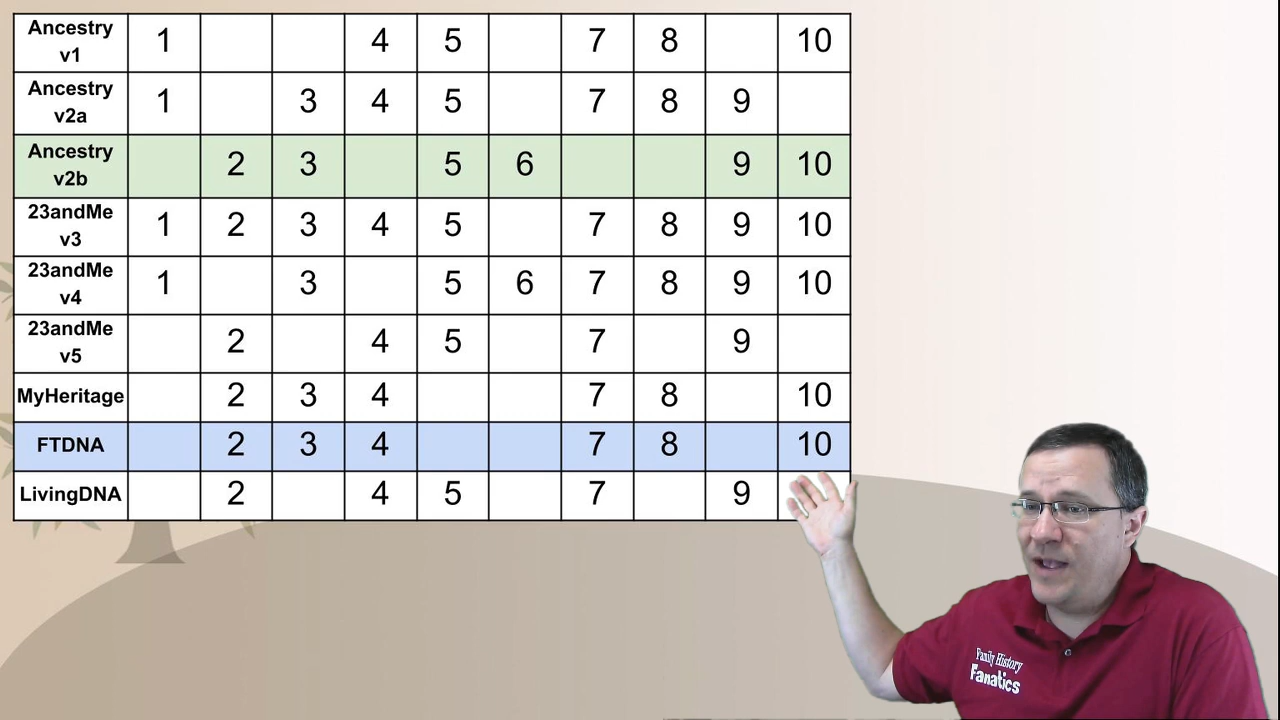 Ancestry v1 1 4 5 7 8 10
Ancestry v2a 1 3 4 5 7 8 9
Ancestry v2b 2 3 5 6 9 10
23andMe v3 1 2 3 4 5 7 8 9 10
23andMe v4 1 3 5 6 7 8 9 10
23andMe v5 2 4 5 7 9
MyHeritage 2 3 4 7 8 10
FTDNA 2 3 4 7 8 10
LivingDNA 2 4 5 7 9
Family History
Fanatics